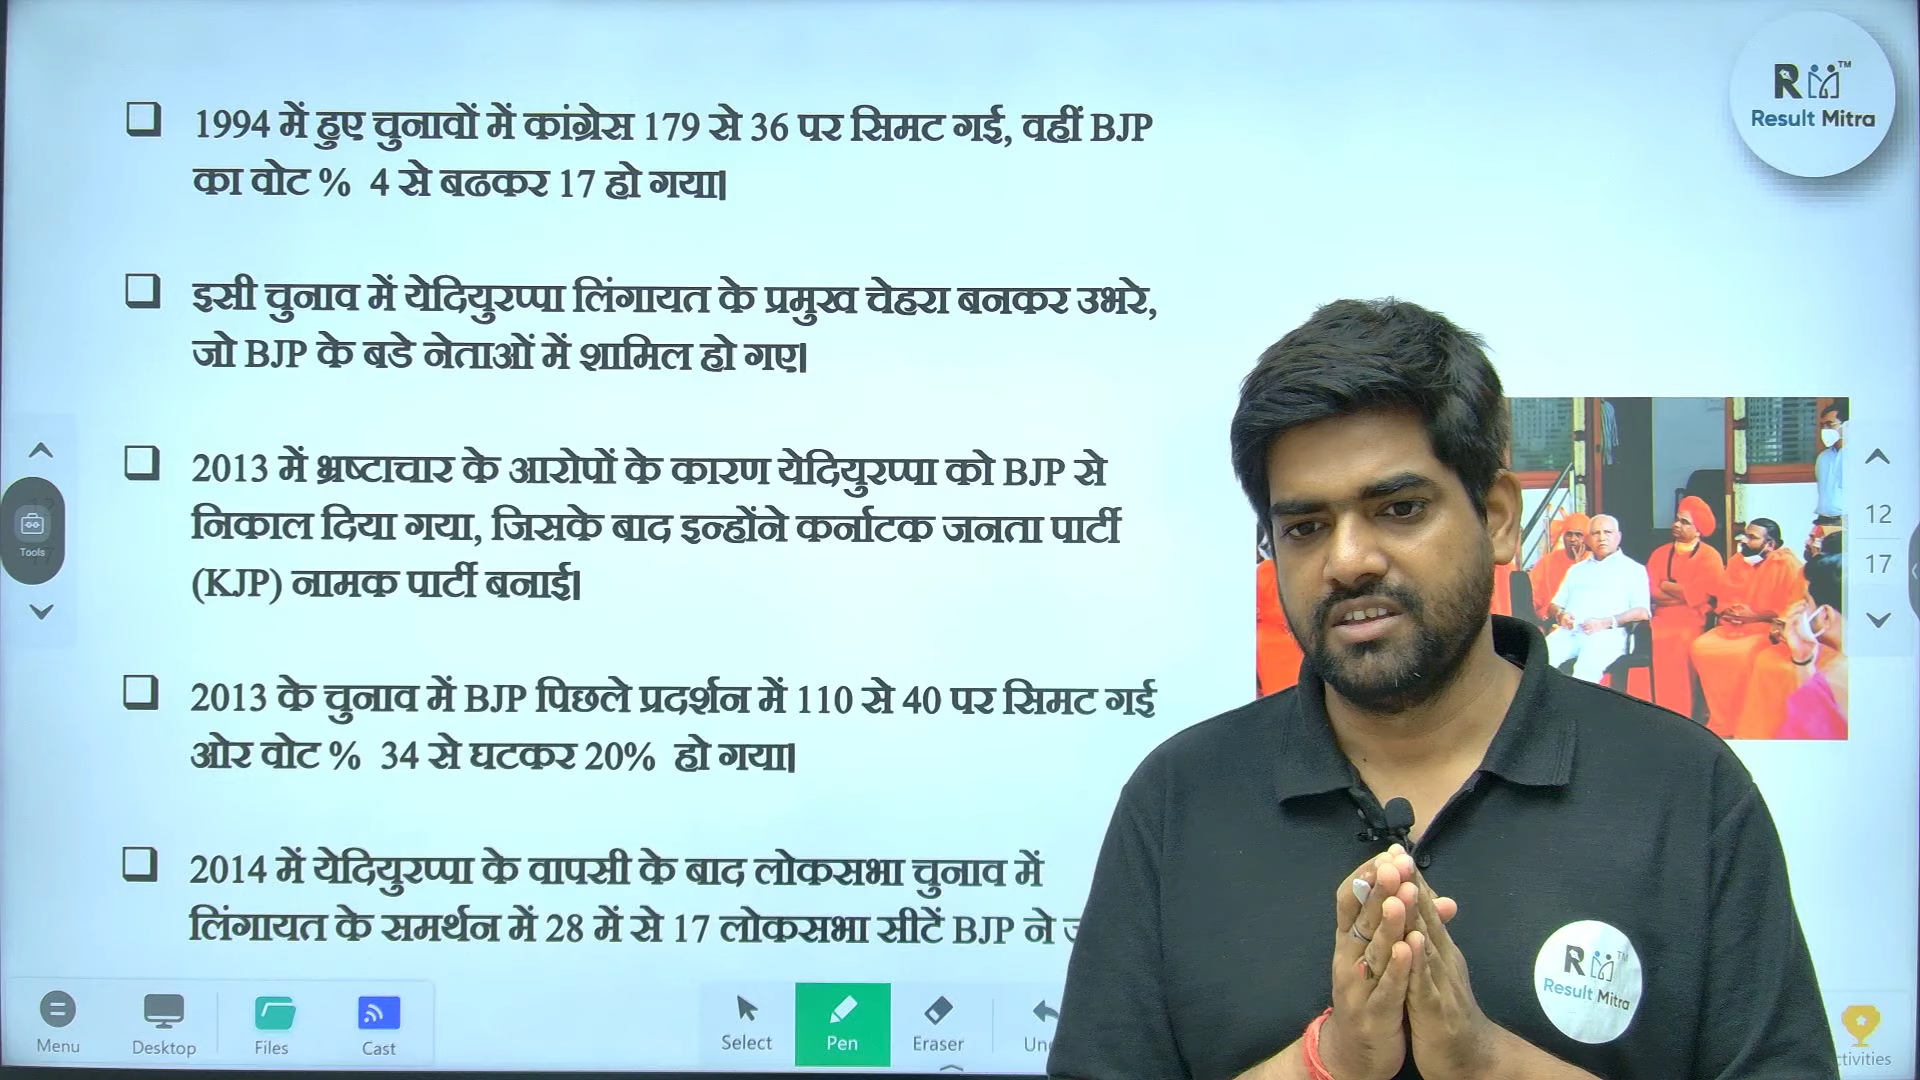 1994 में हुए चुनावों में कांग्रेस 179 से 36 पर सिमट गई, वहीं BJP
का वोट % 4 से बढकर 17 हो गया।
इसी चुनाव में येदियुरप्पा लिंगायत के प्रमुख चेहरा बनकर उभरे,
जो BJP के बडे नेताओं में शामिल हो गए।
2013 में भ्रष्टाचार के आरोपों के कारण येदियुरप्पा को BJP से
निकाल दिया गया, जिसके बाद इन्होंने कर्नाटक जनता पार्टी
(KJP) नामक पार्टी बनाई।
2013 के चुनाव में BJP पिछले प्रदर्शन में 110 से 40 पर सिमट गई
ओर वोट % 34 से घटकर 20% हो गया।
2014 में येदियुरप्पा के वापसी के बाद लोकसभा चुनाव में
लिंगायत के समर्थन में 28 में से 17 लोकसभा सीटें BJP ने
RM™
Result Mitra
12
17
Tools
Menu
Desktop
Files
Cast
Select
Pen
Eraser
RM™
Result Mitra